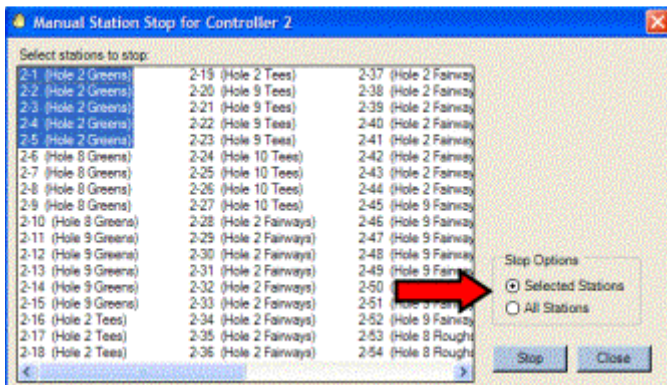 Manual Station Stop for Controller 2
Select stations to stop:
2-1 (Hole 2 Greens)
2-2 (Hole 2 Greens)
2-3 (Hole 2 Greens)
2-4 (Hole 2 Greens)
2-5 (Hole 2 Greens)
2-6 (Hole 8 Greens)
2-7 (Hole 8 Greens)
2-8 (Hole 8 Greens)
2-9 (Hole 8 Greens)
2-10 (Hole 8 Greens)
2-11 (Hole 9 Greens)
2-12 (Hole 9 Greens)
2-13 (Hole 9 Greens)
2-14 (Hole 9 Greens)
2-15 (Hole 9 Greens)
2-16 (Hole 2 Tees)
2-17 (Hole 2 Tees)
2-18 (Hole 2 Tees)
2-19 (Hole 2 Tees)
2-20 (Hole 9 Tees)
2-21 (Hole 9 Tees)
2-22 (Hole 9 Tees)
2-23 (Hole 9 Tees)
2-24 (Hole 10 Tees)
2-25 (Hole 10 Tees)
2-26 (Hole 10 Tees)
2-27 (Hole 10 Tees)
2-28 (Hole 2 Fairways)
2-29 (Hole 2 Fairways)
2-30 (Hole 2 Fairways)
2-31 (Hole 2 Fairways)
2-32 (Hole 2 Fairways)
2-33 (Hole 2 Fairways)
2-34 (Hole 2 Fairways)
2-35 (Hole 2 Fairways)
2-36 (Hole 2 Fairways)
2-37 (Hole 2 Fairway
2-38 (Hole 2 Fairway
2-39 (Hole 2 Fairway
2-40 (Hole 2 Fairway
2-41 (Hole 2 Fairway
2-42 (Hole 2 Fairway
2-43 (Hole 2 Fairway
2-44 (Hole 2 Fairway
2-45 (Hole 9 Fairway
2-46 (Hole 9 Fairway
2-47 (Hole 9 Fairway
2-48 (Hole 9 Fairway
2-49 (Hole 9 Fairway
2-50
2-51
2-52 (Hole 9 Fairway
2-53 (Hole 8 Rough
2-54 (Hole 8 Rough
Stop Options
Selected Stations
All Stations
Stop
Close